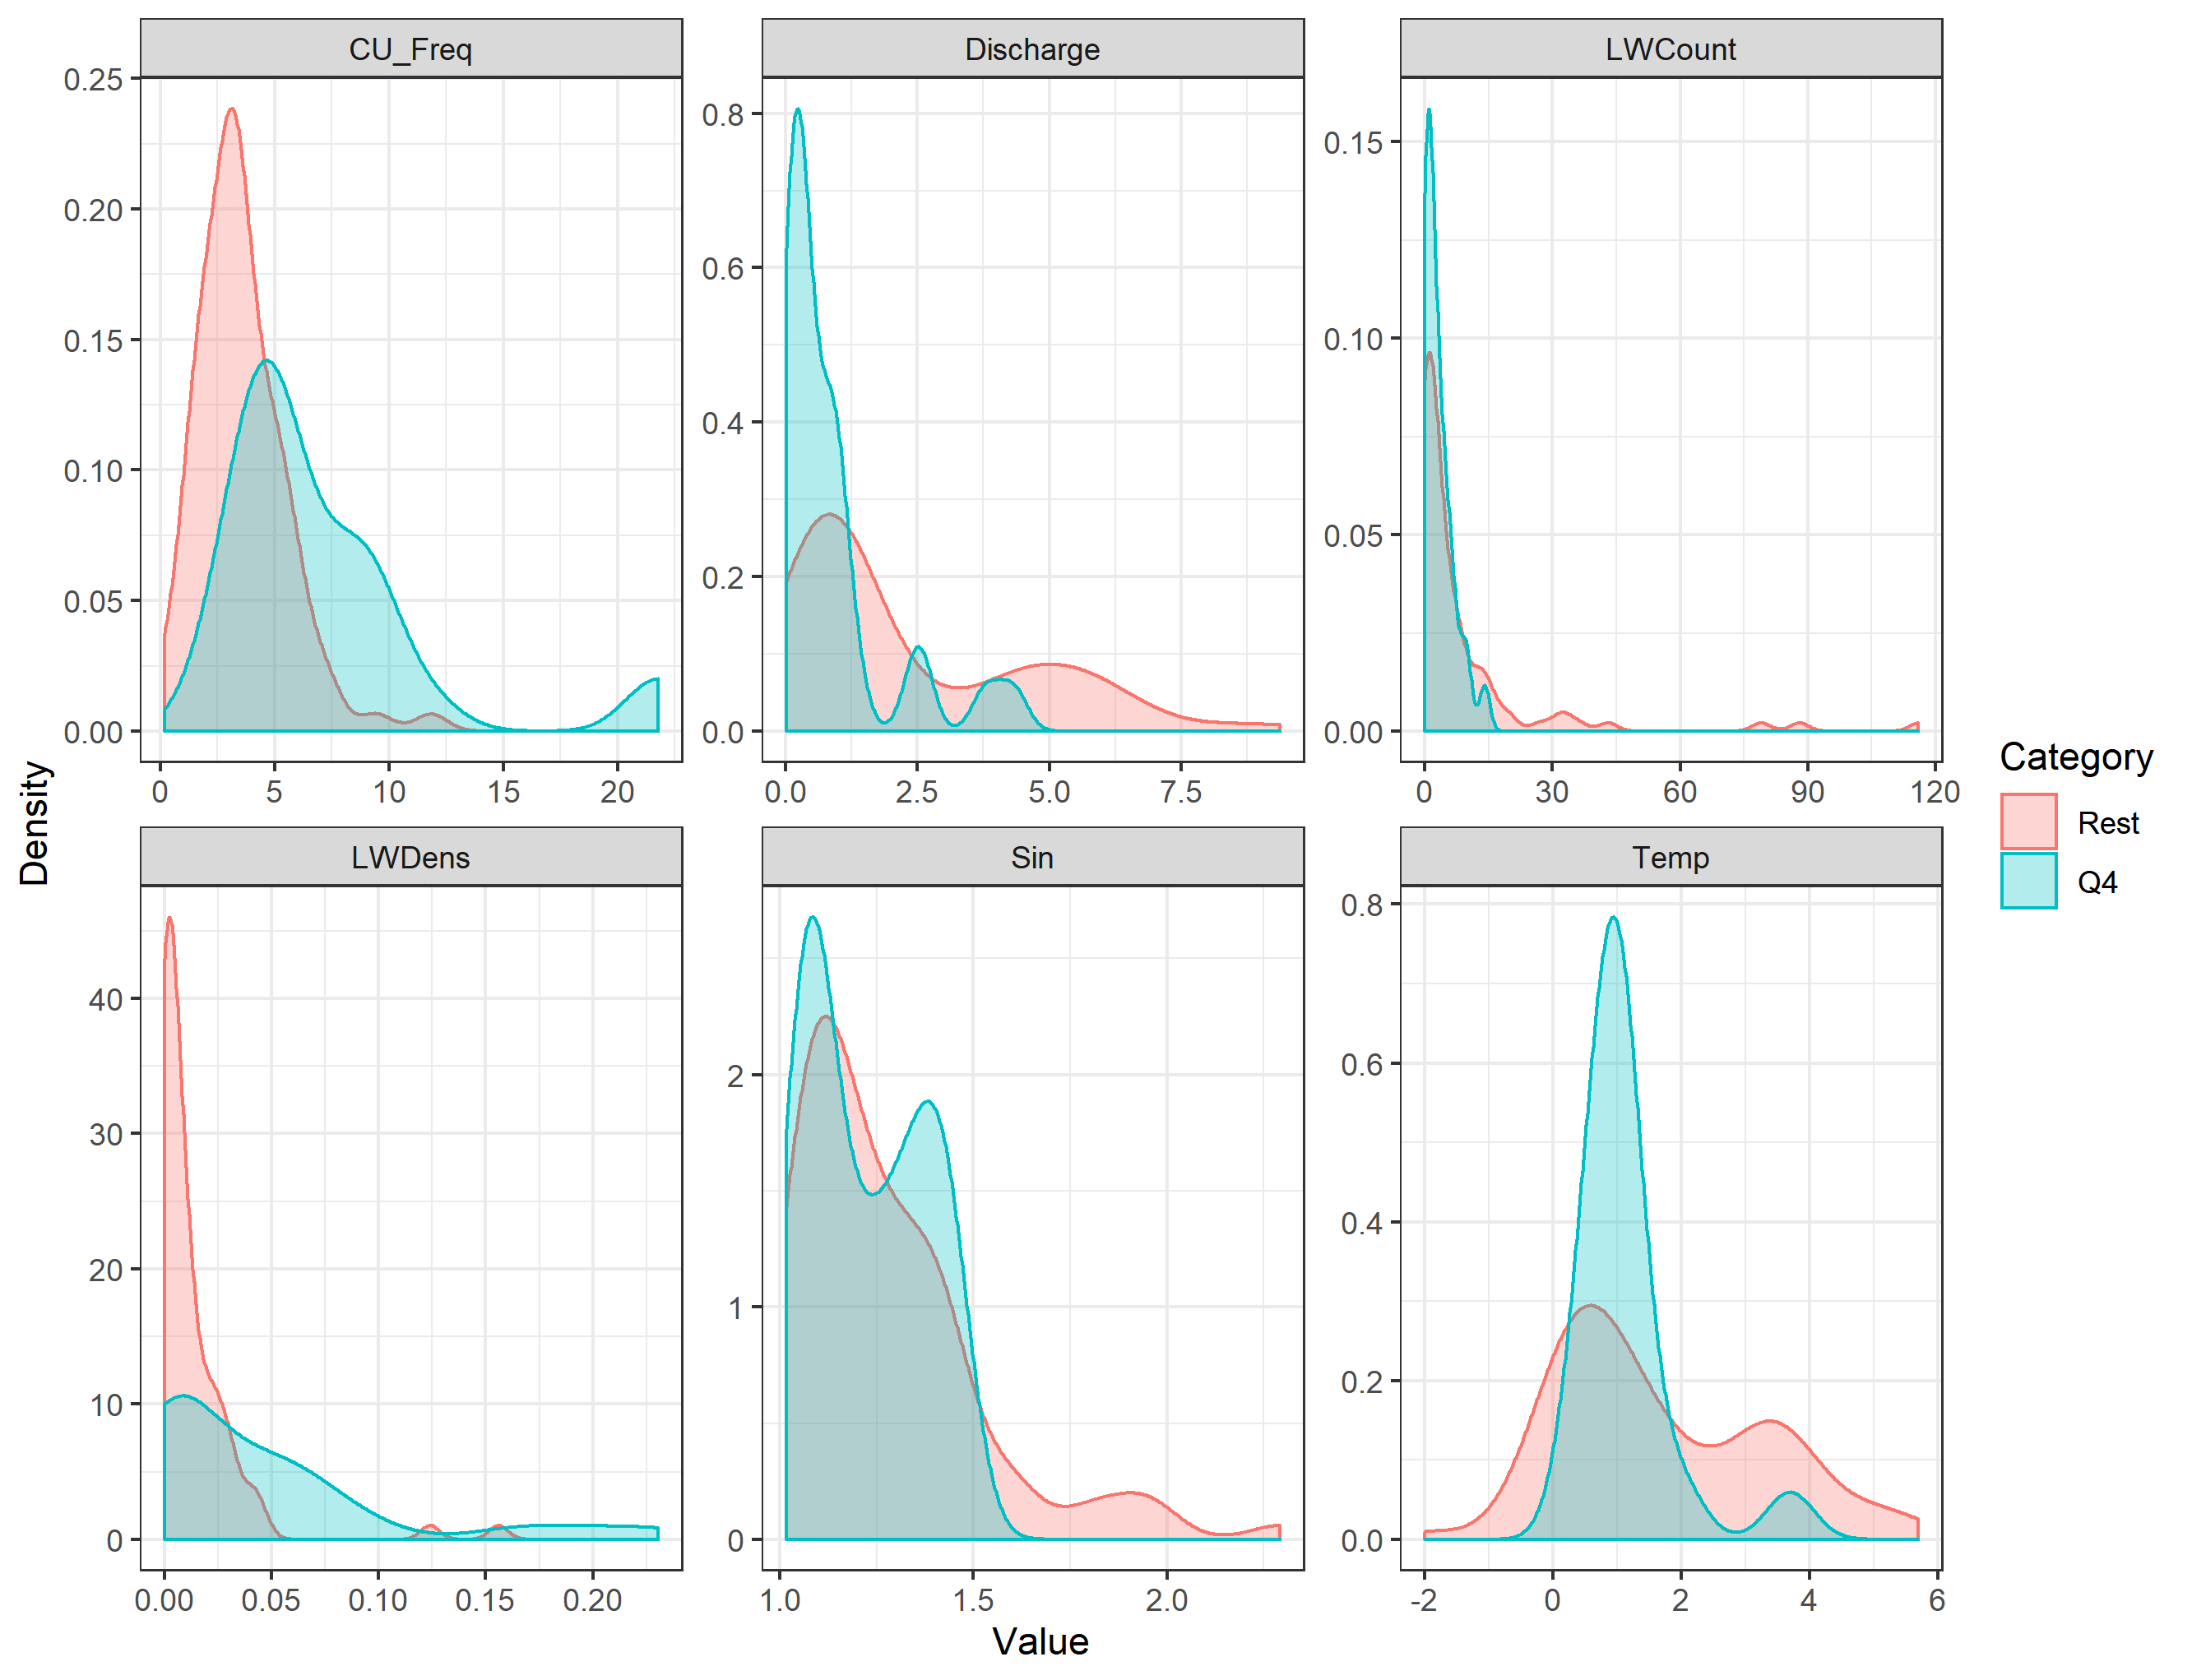 CU_Freq Discharge LWCount
0.25
0.20
0.15
0.10
0.05
0.00
0.8
0.6
0.4
0.2
0.0
0.15
0.10
0.05
0.00
0 5 10 15 20
0.0 2.5 5.0 7.5
0 30 60 90 120
LWDens Sin Temp
40
30
20
10
0
2
1
0
0.8
0.6
0.4
0.2
0.0
0.00 0.05 0.10 0.15 0.20
1.0 1.5 2.0
-2 0 2 4 6
Density
Value
Category
Rest
Q4